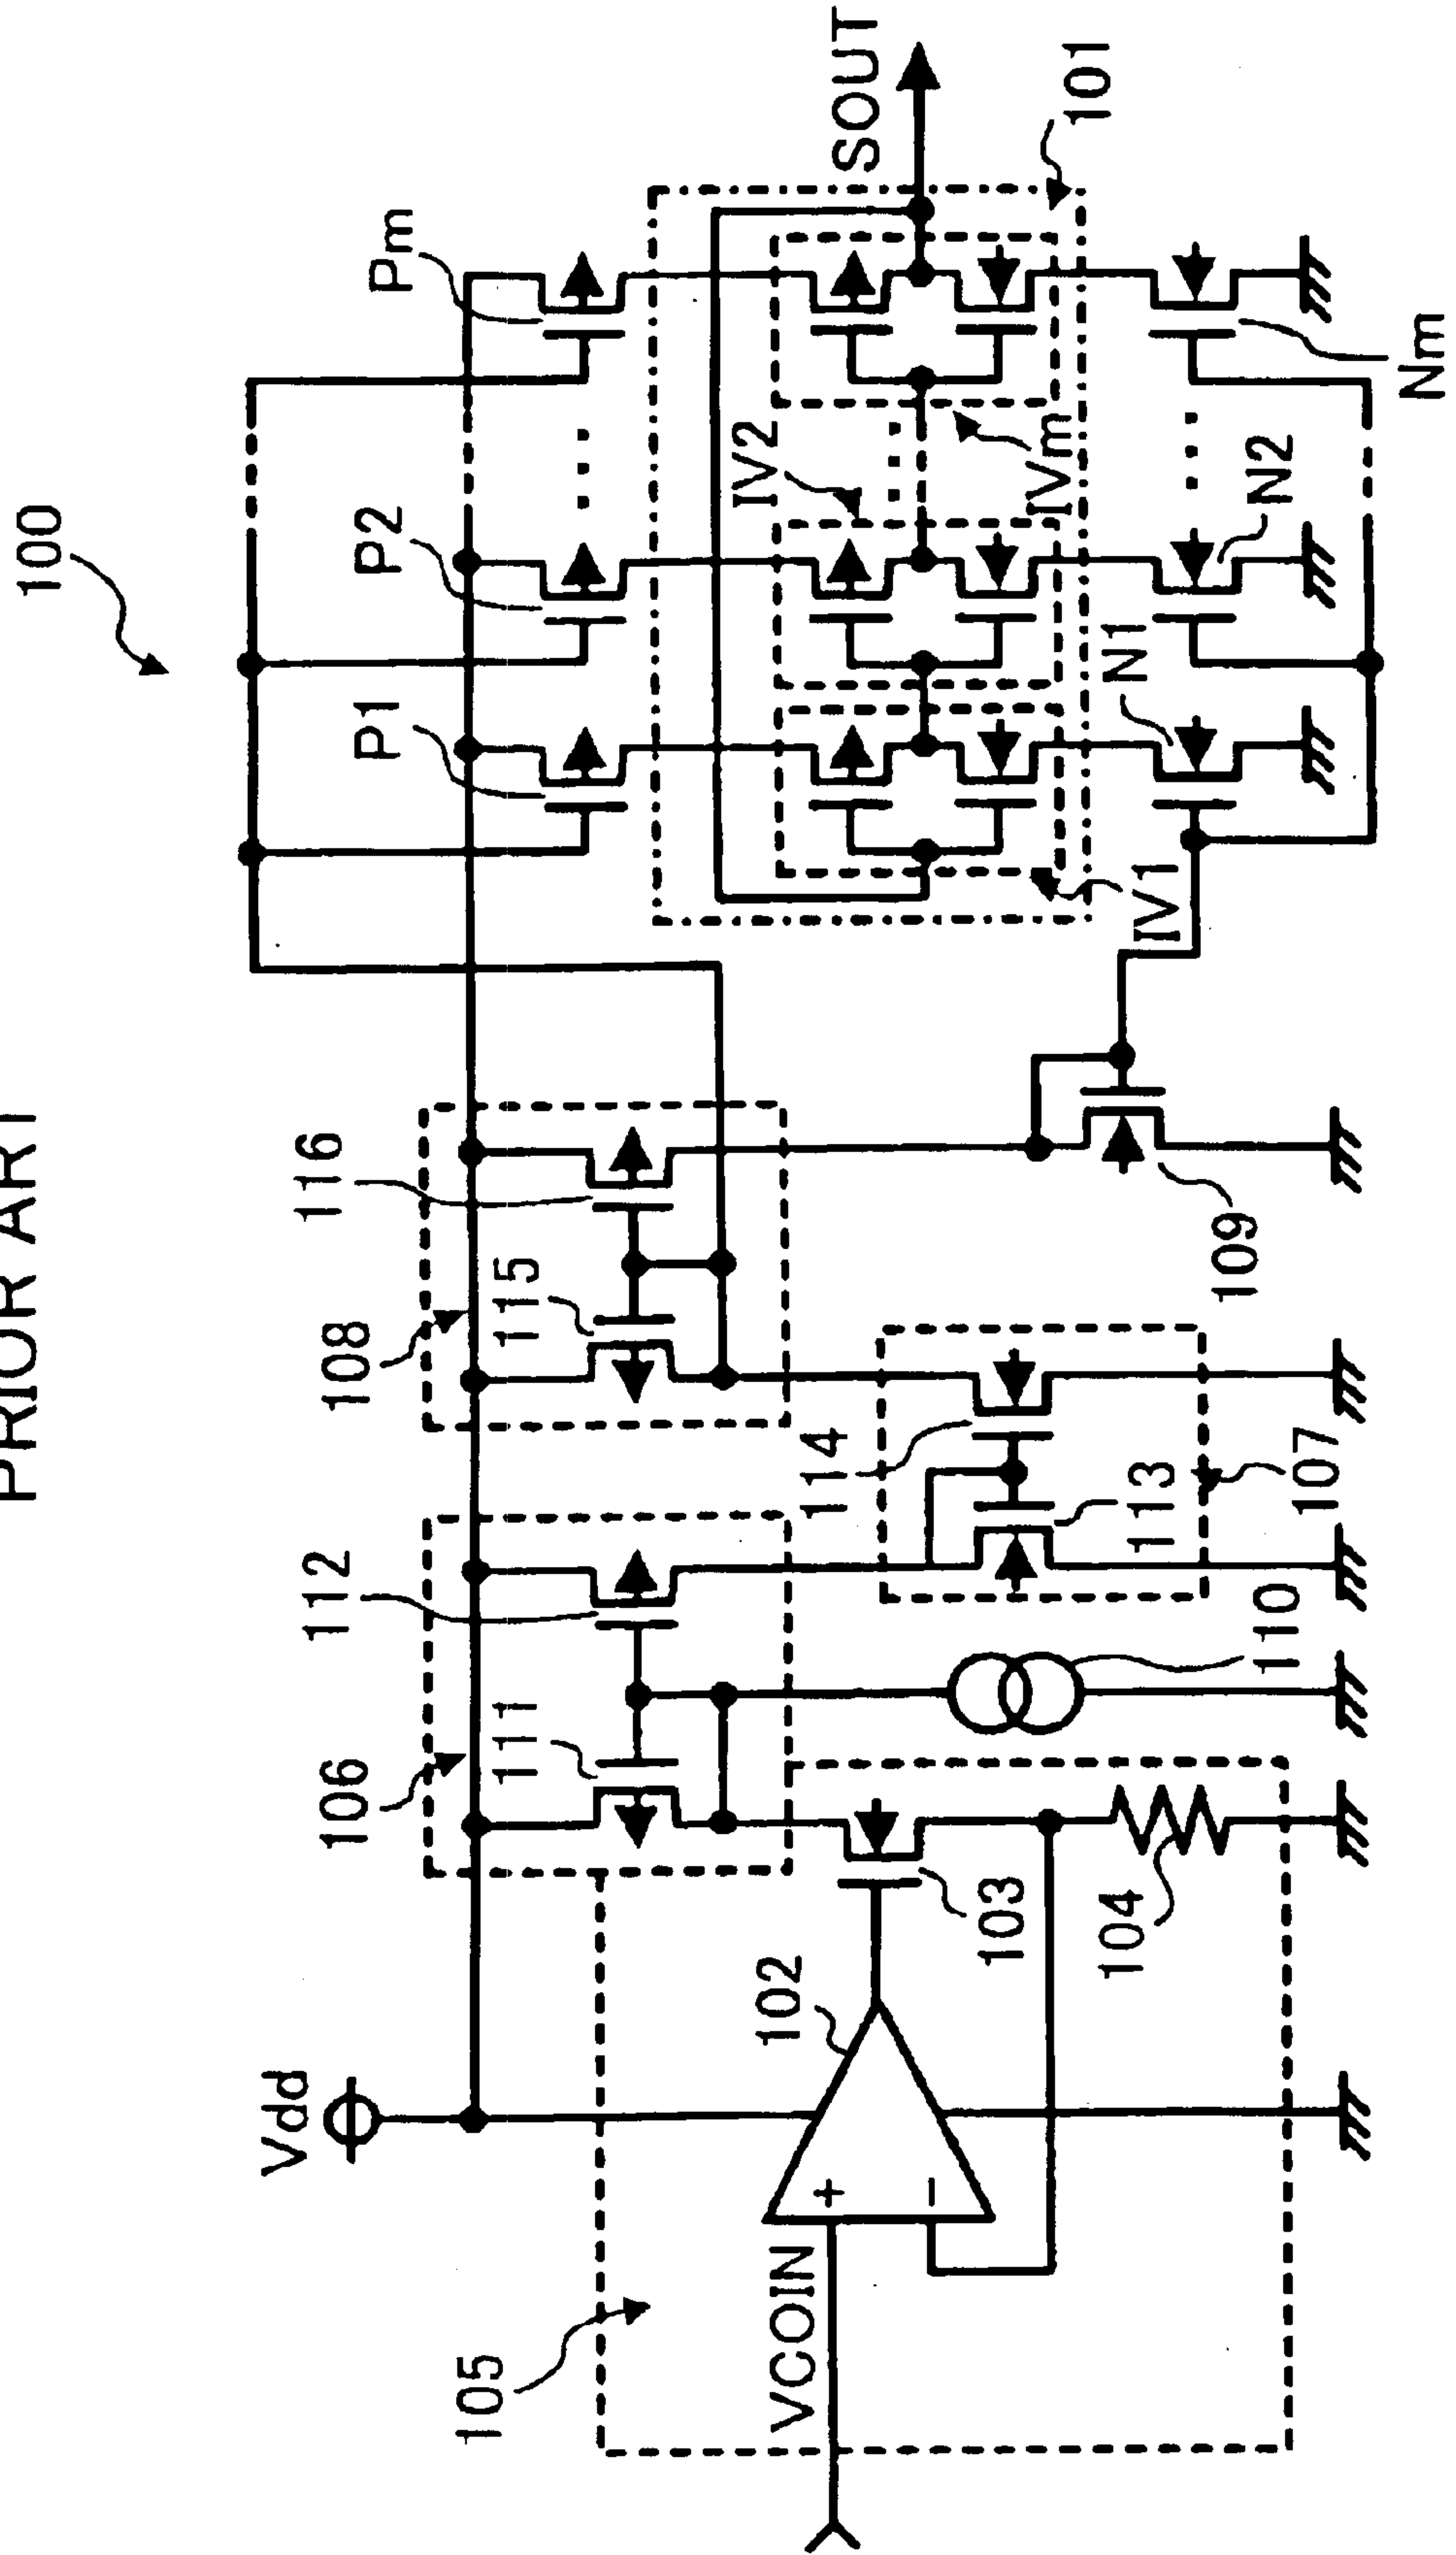 PRIOR ART
100
Vdd
105
VCOIN
+
−
102
103
104
106
111
112
110
113
114
107
108
115
116
109
P1
P2
Pm
IV1
IV2
IVm
N1
N2
Nm
SOUT
101